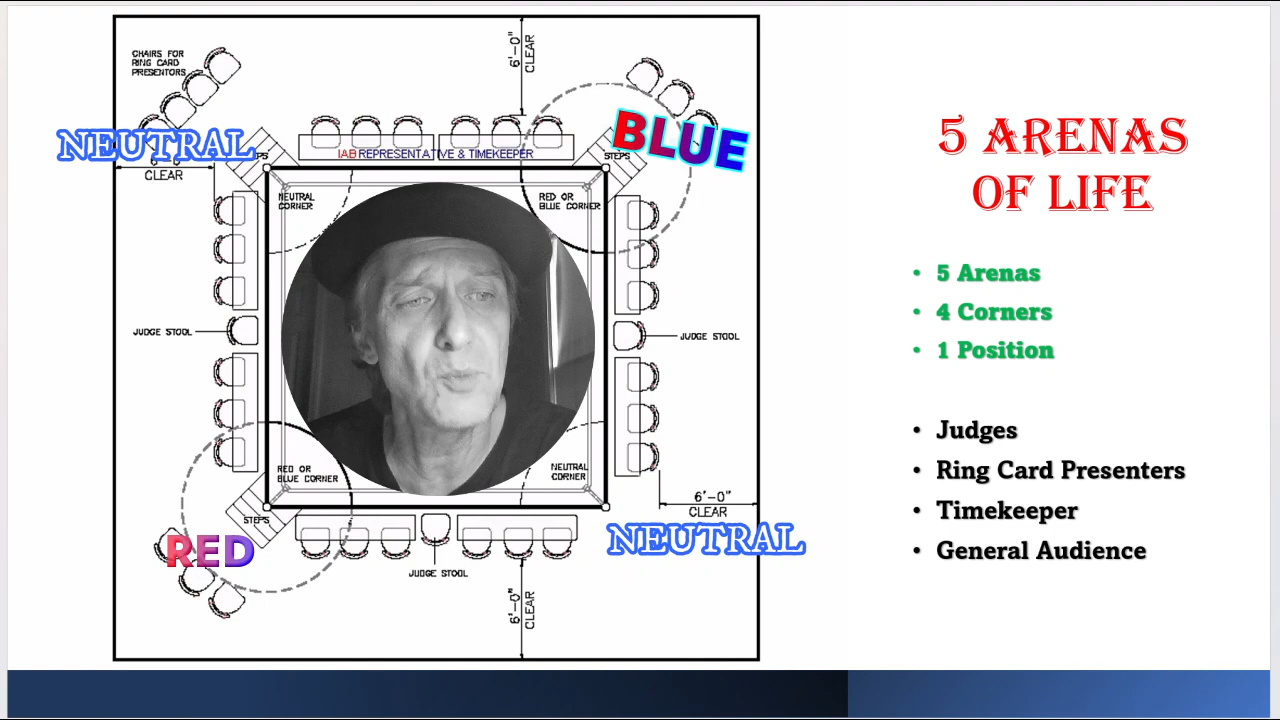 CHAIRS FOR
RING CARD
PRESENTORS
6'-0"
CLEAR
NEUTRAL
CLEAR
STEPS
BLUE
IAB REPRESENTATIVE & TIMEKEEPER
NEUTRAL
CORNER
RED OR
BLUE CORNER
JUDGE STOOL
JUDGE STOOL
RED OR
BLUE CORNER
NEUTRAL
CORNER
STEPS
RED
6'-0"
CLEAR
NEUTRAL
JUDGE STOOL
6'-0"
CLEAR
5 ARENAS
OF LIFE
• 5 Arenas
• 4 Corners
• 1 Position
• Judges
• Ring Card Presenters
• Timekeeper
• General Audience